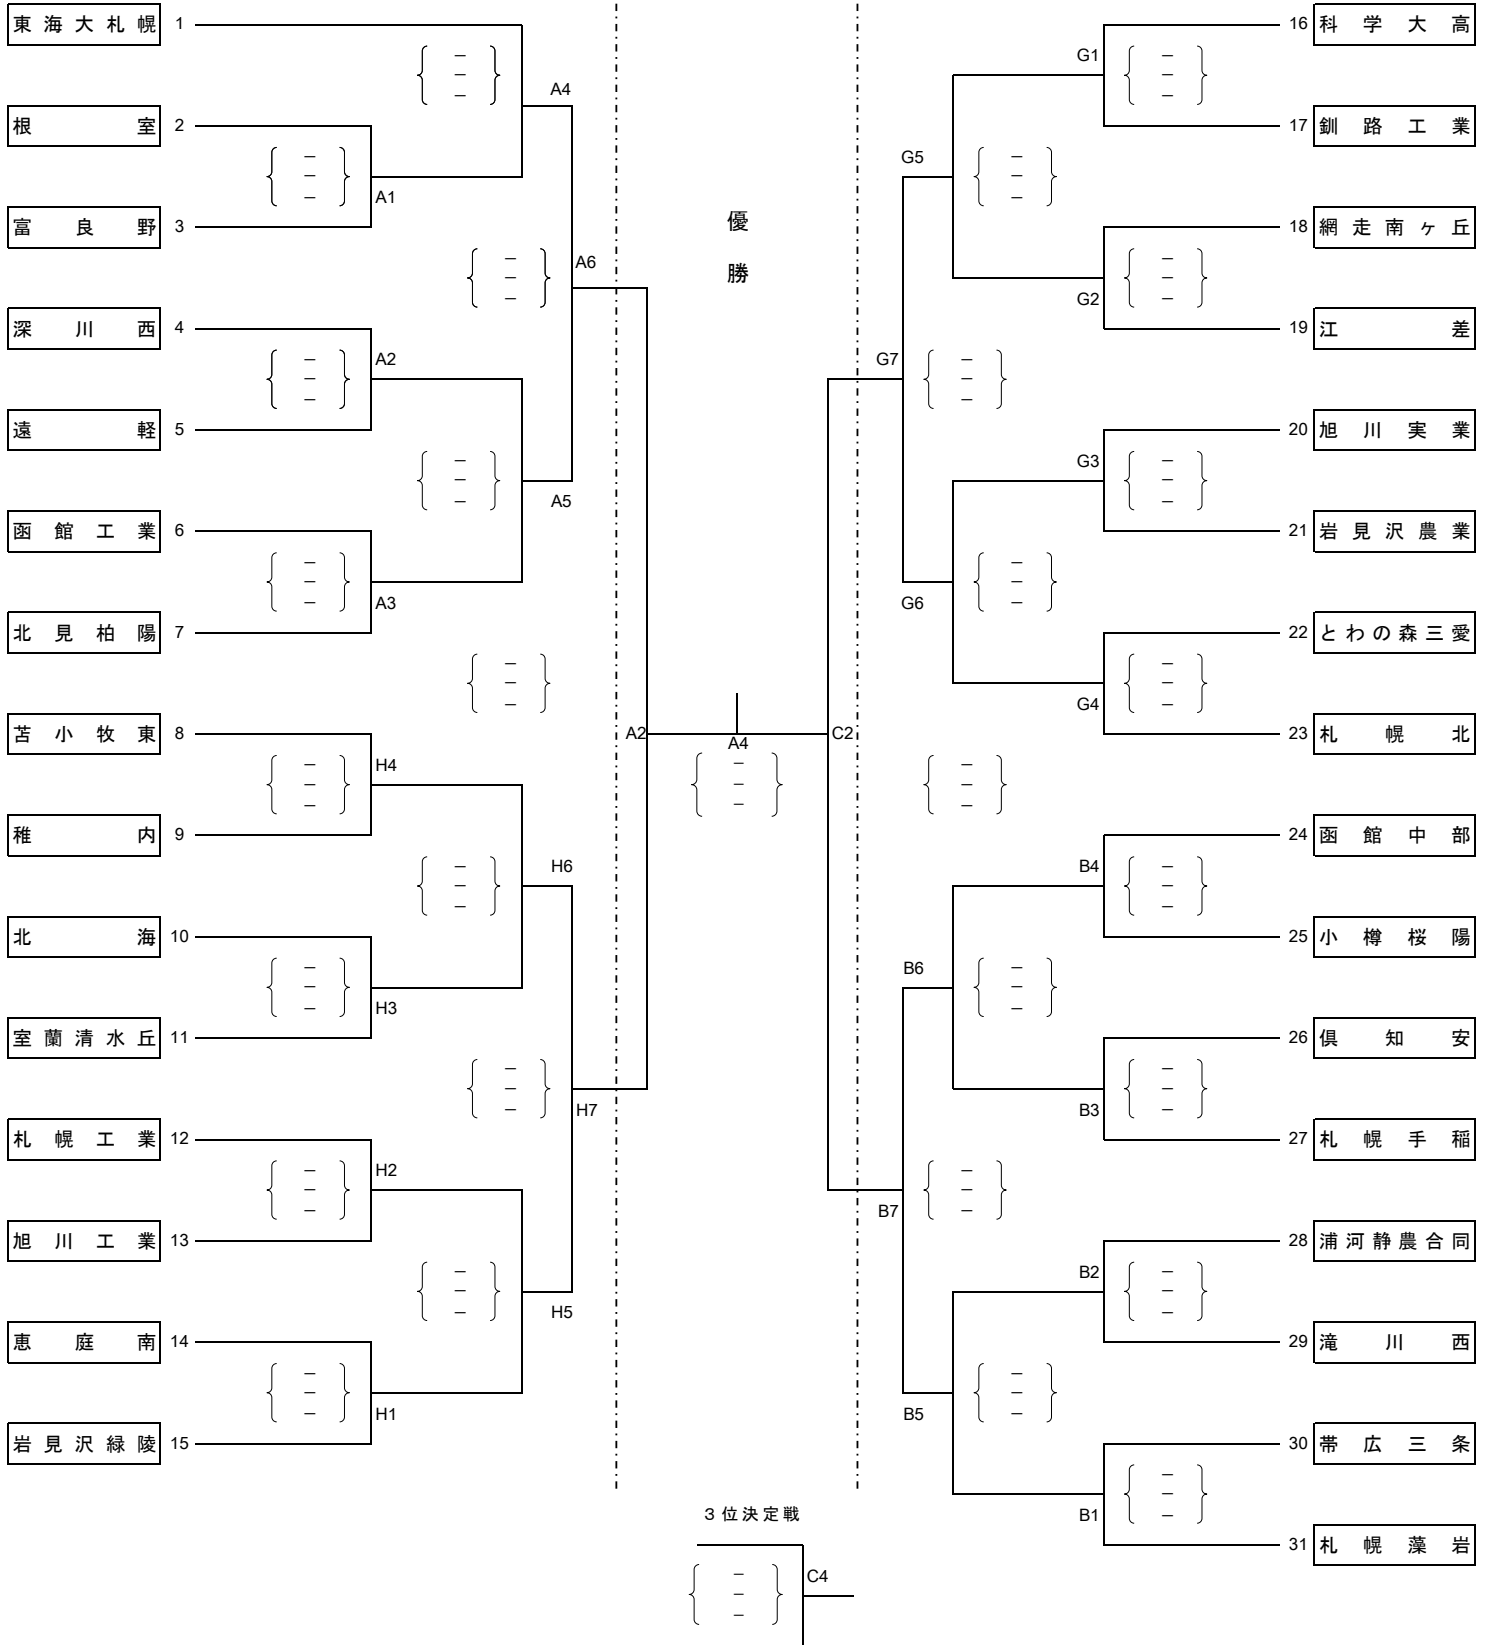 東海大札幌 1
A4
根室 2
A1
富良野 3
A6
深川西 4
A2
遠軽 5
A5
函館工業 6
A3
北見柏陽 7
苫小牧東 8
H4
稚内 9
H6
北海 10
H3
室蘭清水丘 11
H7
札幌工業 12
H2
旭川工業 13
H5
恵庭南 14
H1
岩見沢緑陵 15
優
勝
A2
A4
C2
3位決定戦
C4
16 科学大高
G1
17 釧路工業
G5
18 網走南ヶ丘
G2
19 江差
G7
20 旭川実業
G3
21 岩見沢農業
G6
22 とわの森三愛
G4
23 札幌北
24 函館中部
B4
25 小樽桜陽
B6
26 倶知安
B3
27 札幌手稲
B7
28 浦河静農合同
B2
29 滝川西
B5
30 帯広三条
B1
31 札幌藻岩